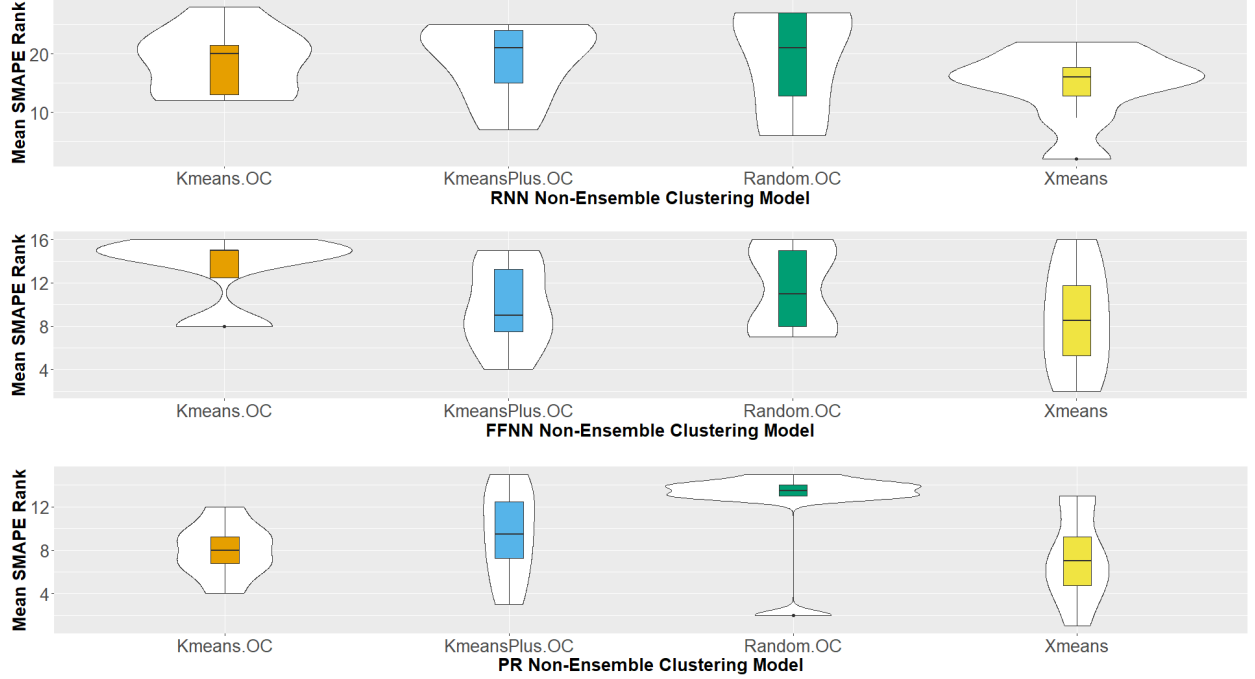 Mean SMAPE Rank
20
10
Kmeans.OC KmeansPlus.OC Random.OC Xmeans
RNN Non-Ensemble Clustering Model
Mean SMAPE Rank
16
12
8
4
Kmeans.OC KmeansPlus.OC Random.OC Xmeans
FFNN Non-Ensemble Clustering Model
Mean SMAPE Rank
12
8
4
Kmeans.OC KmeansPlus.OC Random.OC Xmeans
PR Non-Ensemble Clustering Model